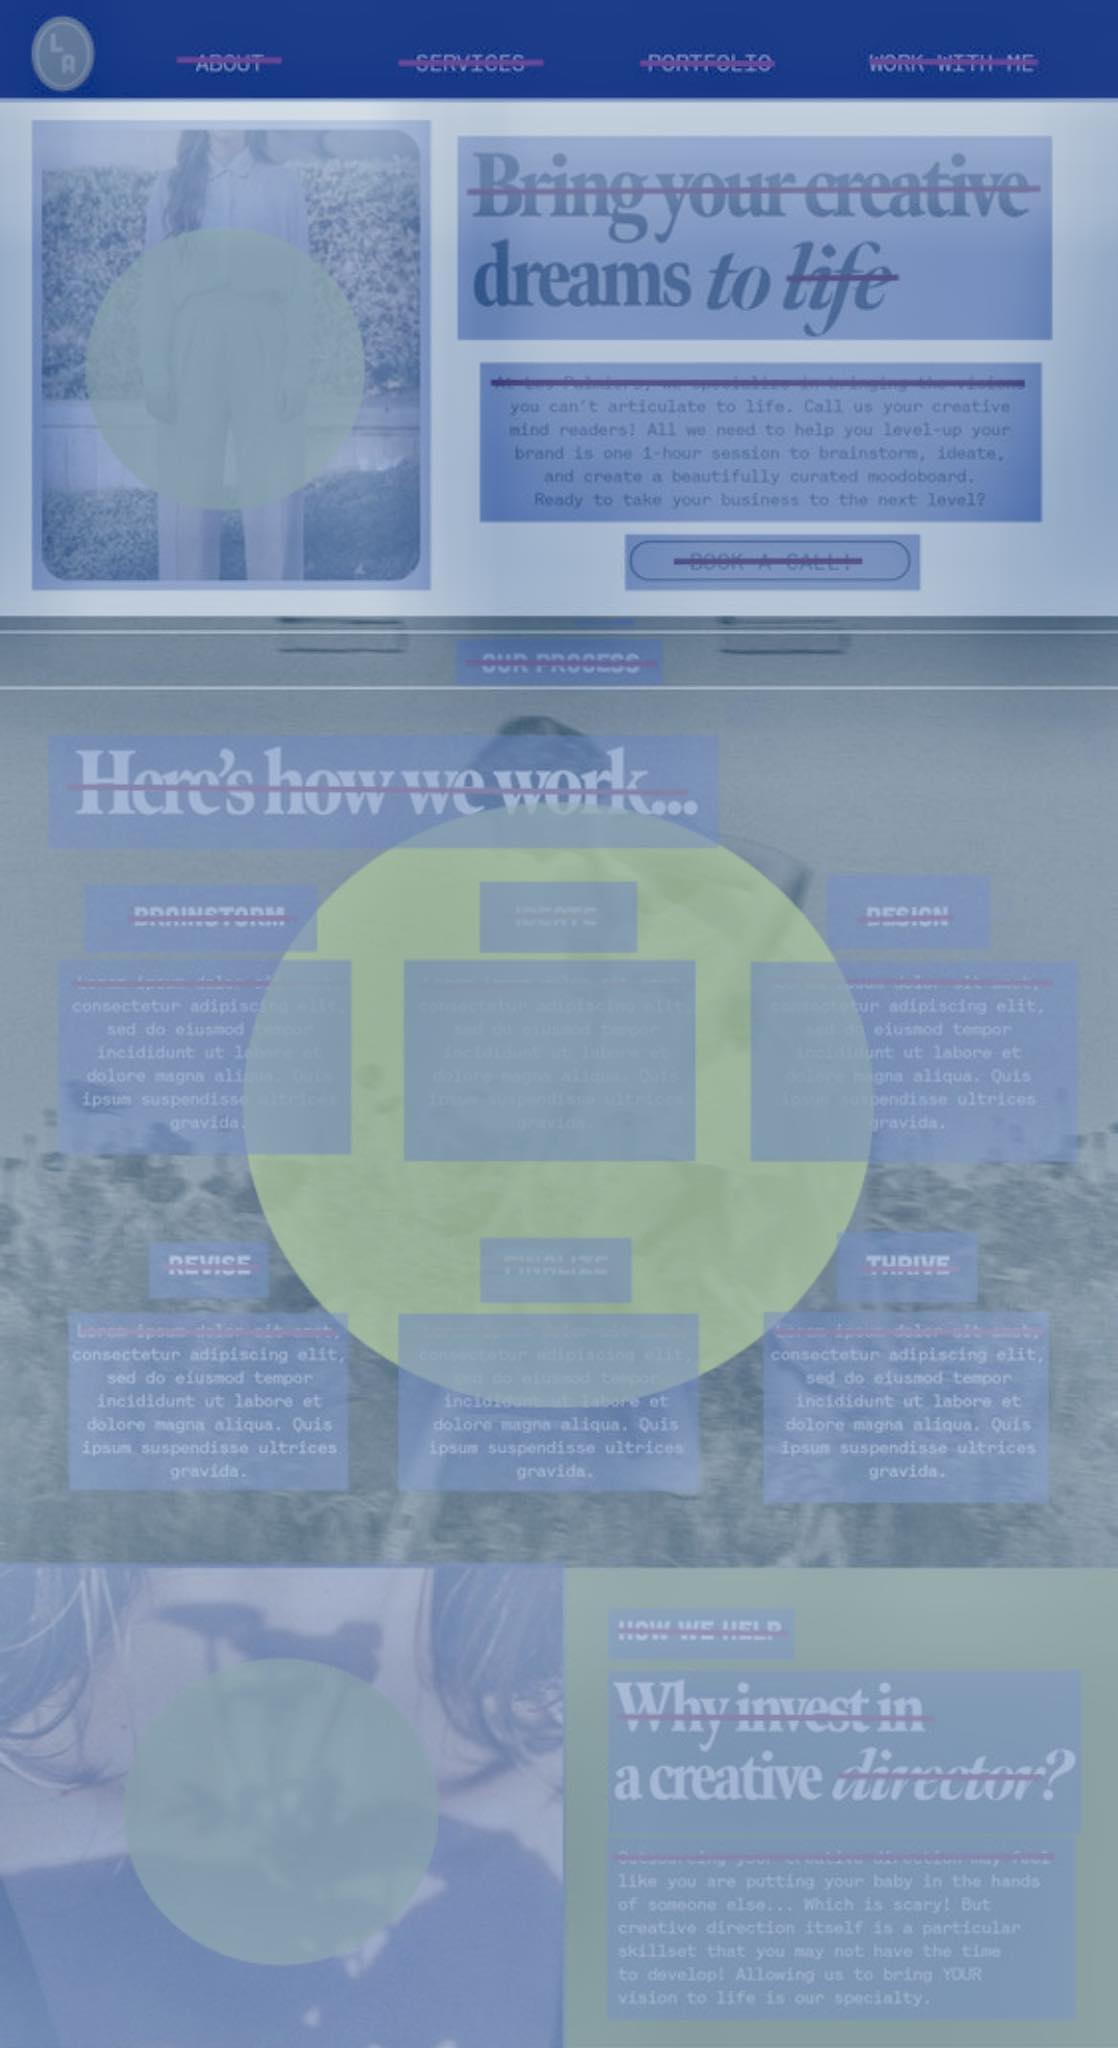 LA
ABOUT SERVICES PORTFOLIO WORK WITH ME
Bring your creative
dreams to life
we specialize in bringing the visions
you can't articulate to life. Call us your creative
mind readers! All we need to help you level-up your
brand is one 1-hour session to brainstorm, ideate,
and create a beautifully curated moodoboard.
Ready to take your business to the next level?
BOOK A CALL!
OUR PROCESS
Here's how we work...
BRAINSTORM
Lorem ipsum dolor sit amet,
consectetur adipiscing elit,
sed do eiusmod tempor
incididunt ut labore et
dolore magna aliqua. Quis
ipsum suspendisse ultrices
gravida.
IDEATE
Lorem ipsum dolor sit amet,
consectetur adipiscing elit,
sed do eiusmod tempor
incididunt ut labore et
dolore magna aliqua. Quis
ipsum suspendisse ultrices
gravida.
DESIGN
Lorem ipsum dolor sit amet,
consectetur adipiscing elit,
sed do eiusmod tempor
incididunt ut labore et
dolore magna aliqua. Quis
ipsum suspendisse ultrices
gravida.
REVISE
Lorem ipsum dolor sit amet,
consectetur adipiscing elit,
sed do eiusmod tempor
incididunt ut labore et
dolore magna aliqua. Quis
ipsum suspendisse ultrices
gravida.
FINALIZE
consectetur adipiscing elit,
sed do eiusmod tempor
incididunt ut labore et
dolore magna aliqua. Quis
ipsum suspendisse ultrices
gravida.
THRIVE
Lorem ipsum dolor sit amet,
consectetur adipiscing elit,
sed do eiusmod tempor
incididunt ut labore et
dolore magna aliqua. Quis
ipsum suspendisse ultrices
gravida.
HOW WE HELP
Why invest in
a creative director?
Outsourcing your creative direction may feel
like you are putting your baby in the hands
of someone else... Which is scary! But
creative direction itself is a particular
skillset that you may not have the time
to develop! Allowing us to bring YOUR
vision to life is our specialty.